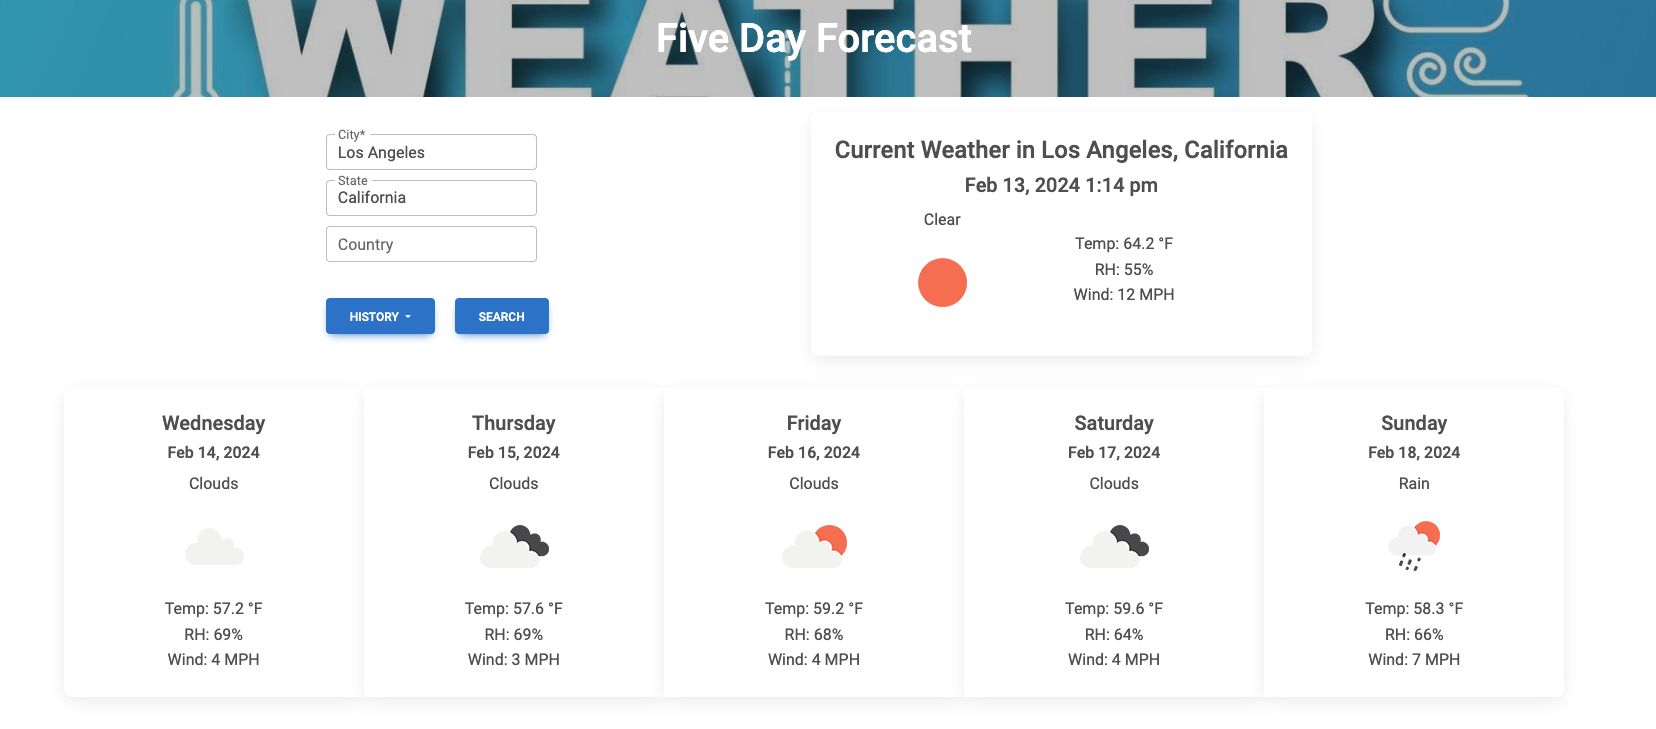 WEATHER
Five Day Forecast
City*
Los Angeles
State
California
Country
HISTORY
SEARCH
Current Weather in Los Angeles, California
Feb 13, 2024 1:14 pm
Clear
Temp: 64.2 °F
RH: 55%
Wind: 12 MPH
Wednesday
Feb 14, 2024
Clouds
Temp: 57.2 °F
RH: 69%
Wind: 4 MPH
Thursday
Feb 15, 2024
Clouds
Temp: 57.6 °F
RH: 69%
Wind: 3 MPH
Friday
Feb 16, 2024
Clouds
Temp: 59.2 °F
RH: 68%
Wind: 4 MPH
Saturday
Feb 17, 2024
Clouds
Temp: 59.6 °F
RH: 64%
Wind: 4 MPH
Sunday
Feb 18, 2024
Rain
Temp: 58.3 °F
RH: 66%
Wind: 7 MPH